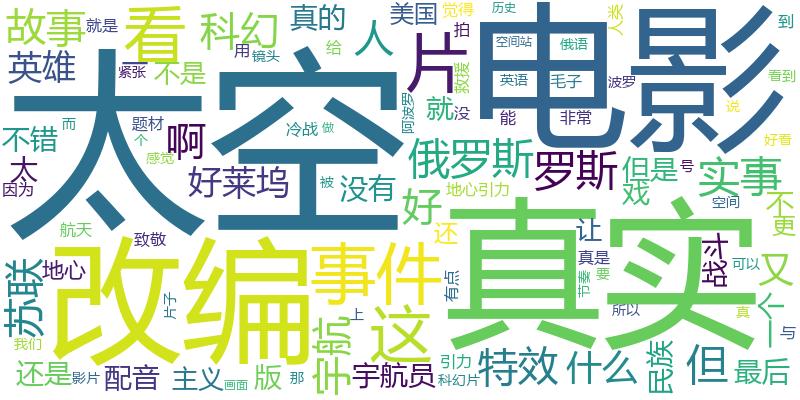 故事 就是 看 科幻 真的 美国 觉得 历史
人 用 镜头 给 拍 空间站 俄语 人类 到
英雄 紧张 不是 片 救援 英语 毛子 波罗 看到
太空 电影
不错 而 题材 个 感觉 啊 冷战 做 阿波罗 就 没 能 非常 说 好看
太 因为 好莱坞 被 没有 俄罗斯 罗斯 但是 号 实事
地心引力 戏 空间 不
航天 致敬 好 还 让 更
改编 事件 真实
苏联 地心 片子 上 有点 真是 节奏 要 战斗 可以 又
所以 真 一个
我们 宇航 这 与
还是 影片 配音 主义 画面 版 那 宇航员 引力 科幻片 特效 什么 民族 但 最后